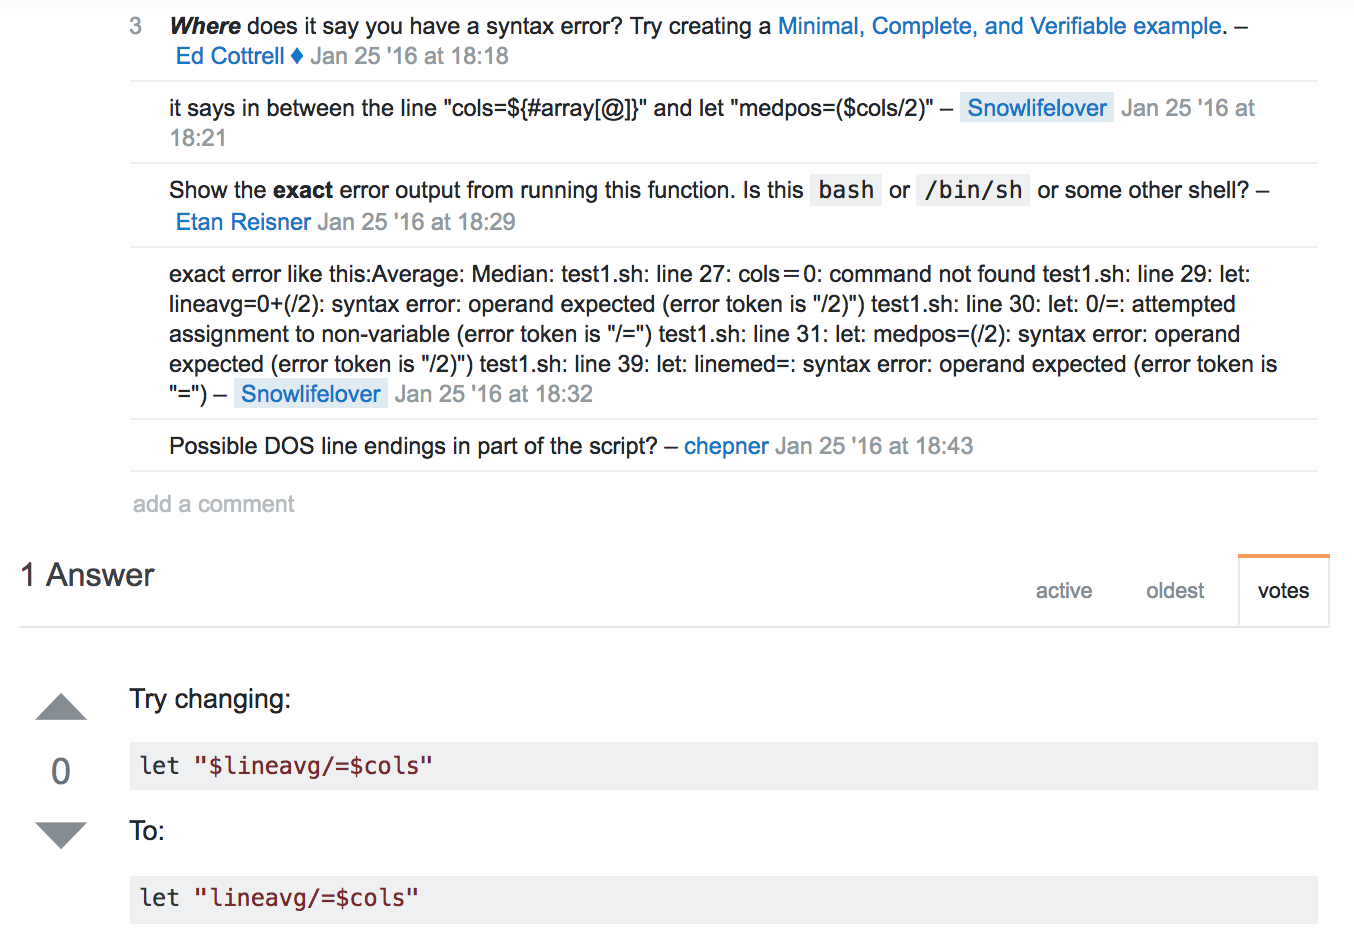 3 Where does it say you have a syntax error? Try creating a Minimal, Complete, and Verifiable example. –
Ed Cottrell ♦ Jan 25 '16 at 18:18
it says in between the line "cols=${#array[@]}" and let "medpos=($cols/2)" – Snowlifelover Jan 25 '16 at
18:21
Show the exact error output from running this function. Is this bash or /bin/sh or some other shell? –
Etan Reisner Jan 25 '16 at 18:29
exact error like this:Average: Median: test1.sh: line 27: cols＝0: command not found test1.sh: line 29: let:
lineavg=0+(/2): syntax error: operand expected (error token is "/2)") test1.sh: line 30: let: 0/=: attempted
assignment to non-variable (error token is "/=") test1.sh: line 31: let: medpos=(/2): syntax error: operand
expected (error token is "/2)") test1.sh: line 39: let: linemed=: syntax error: operand expected (error token is
"=") – Snowlifelover Jan 25 '16 at 18:32
Possible DOS line endings in part of the script? – chepner Jan 25 '16 at 18:43
add a comment
1 Answer
active oldest votes
Try changing:
let "$lineavg/=$cols"
0
To:
let "lineavg/=$cols"